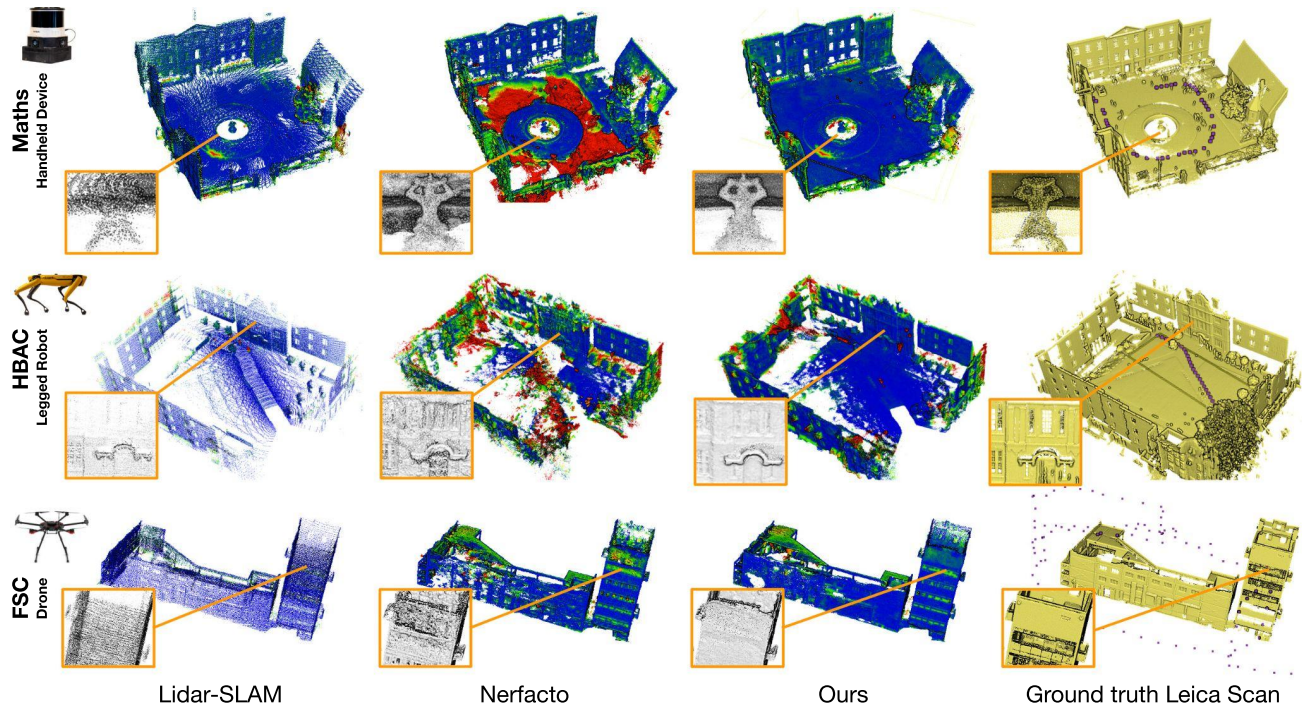 Maths
Handheld Device
HBAC
Legged Robot
FSC
Drone
Lidar-SLAM
Nerfacto
Ours
Ground truth Leica Scan